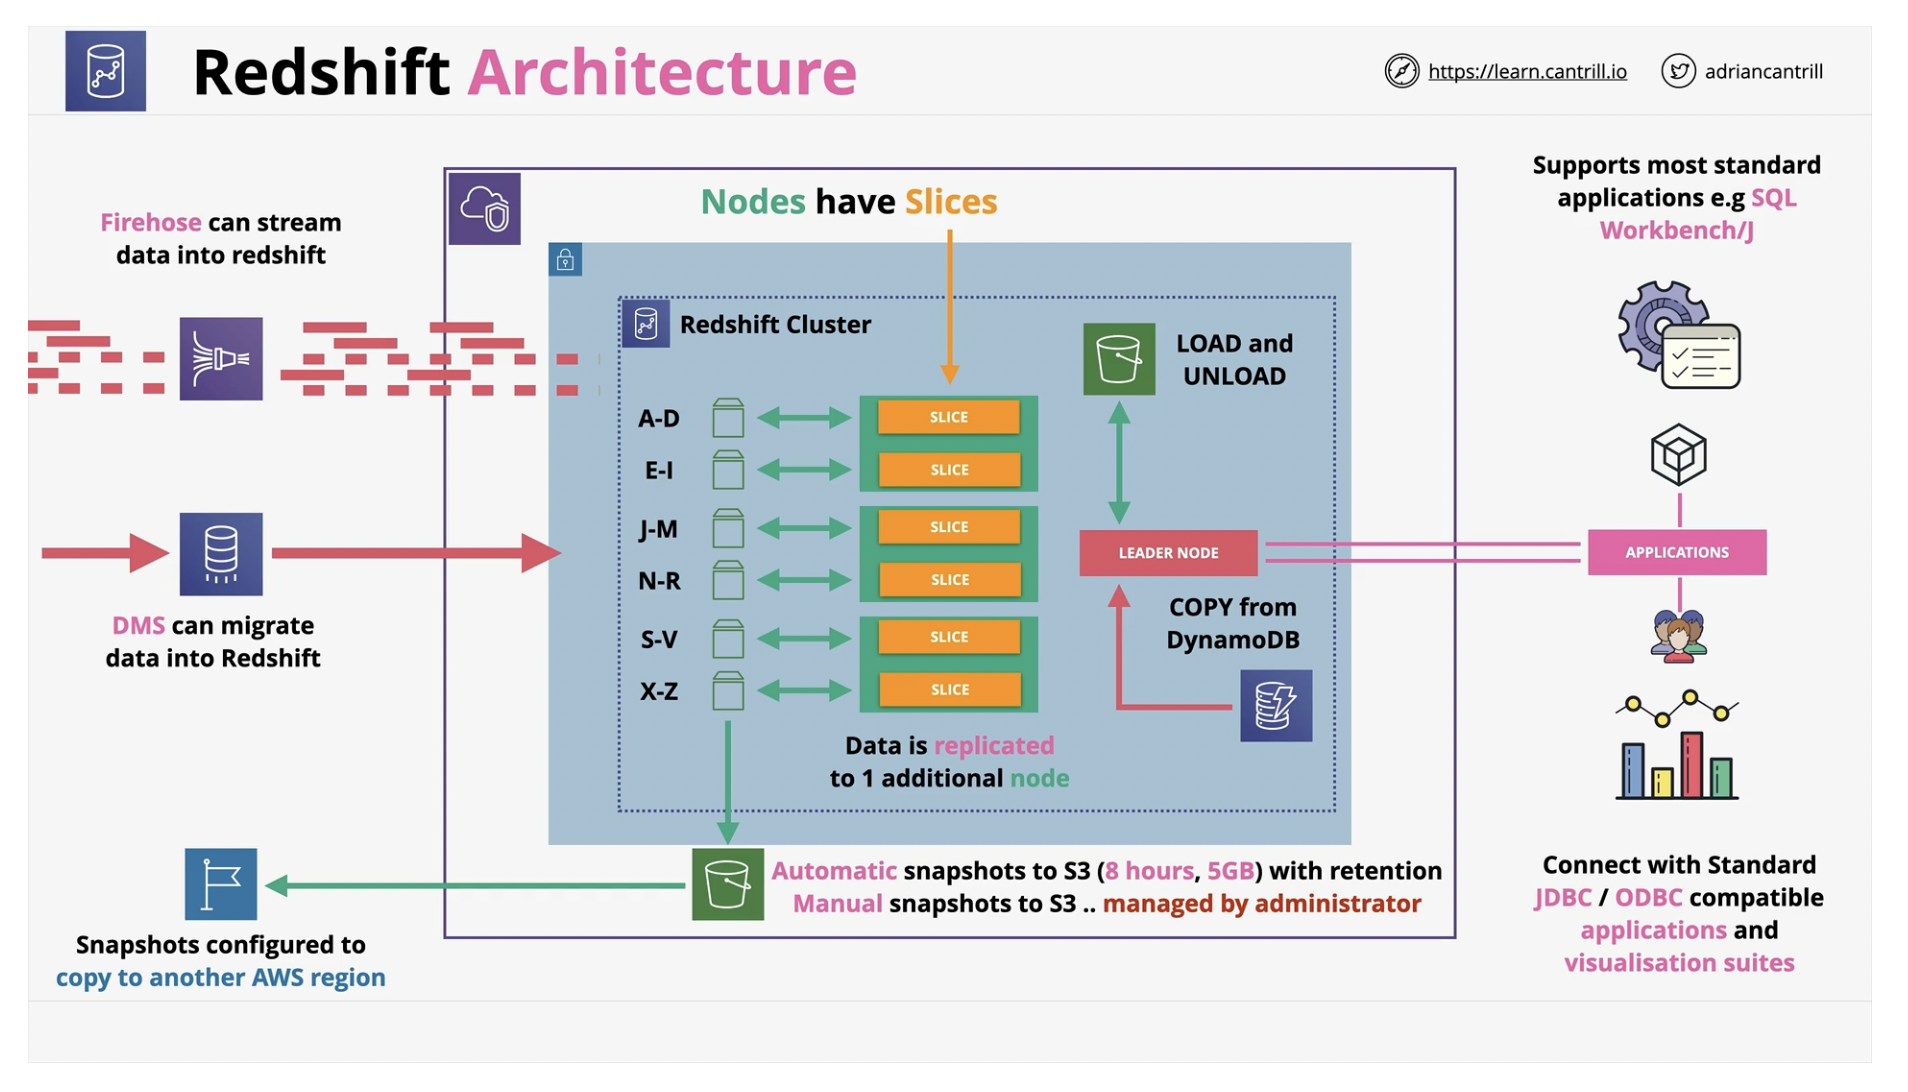 Redshift Architecture
https://learn.cantrill.io
adriancantrill
Firehose can stream
data into redshift
DMS can migrate
data into Redshift
Snapshots configured to
copy to another AWS region
Nodes have Slices
Redshift Cluster
A-D
SLICE
E-I
SLICE
J-M
SLICE
N-R
SLICE
S-V
SLICE
X-Z
SLICE
Data is replicated
to 1 additional node
LOAD and
UNLOAD
LEADER NODE
COPY from
DynamoDB
Automatic snapshots to S3 (8 hours, 5GB) with retention
Manual snapshots to S3 .. managed by administrator
Supports most standard
applications e.g SQL
Workbench/J
APPLICATIONS
Connect with Standard
JDBC / ODBC compatible
applications and
visualisation suites